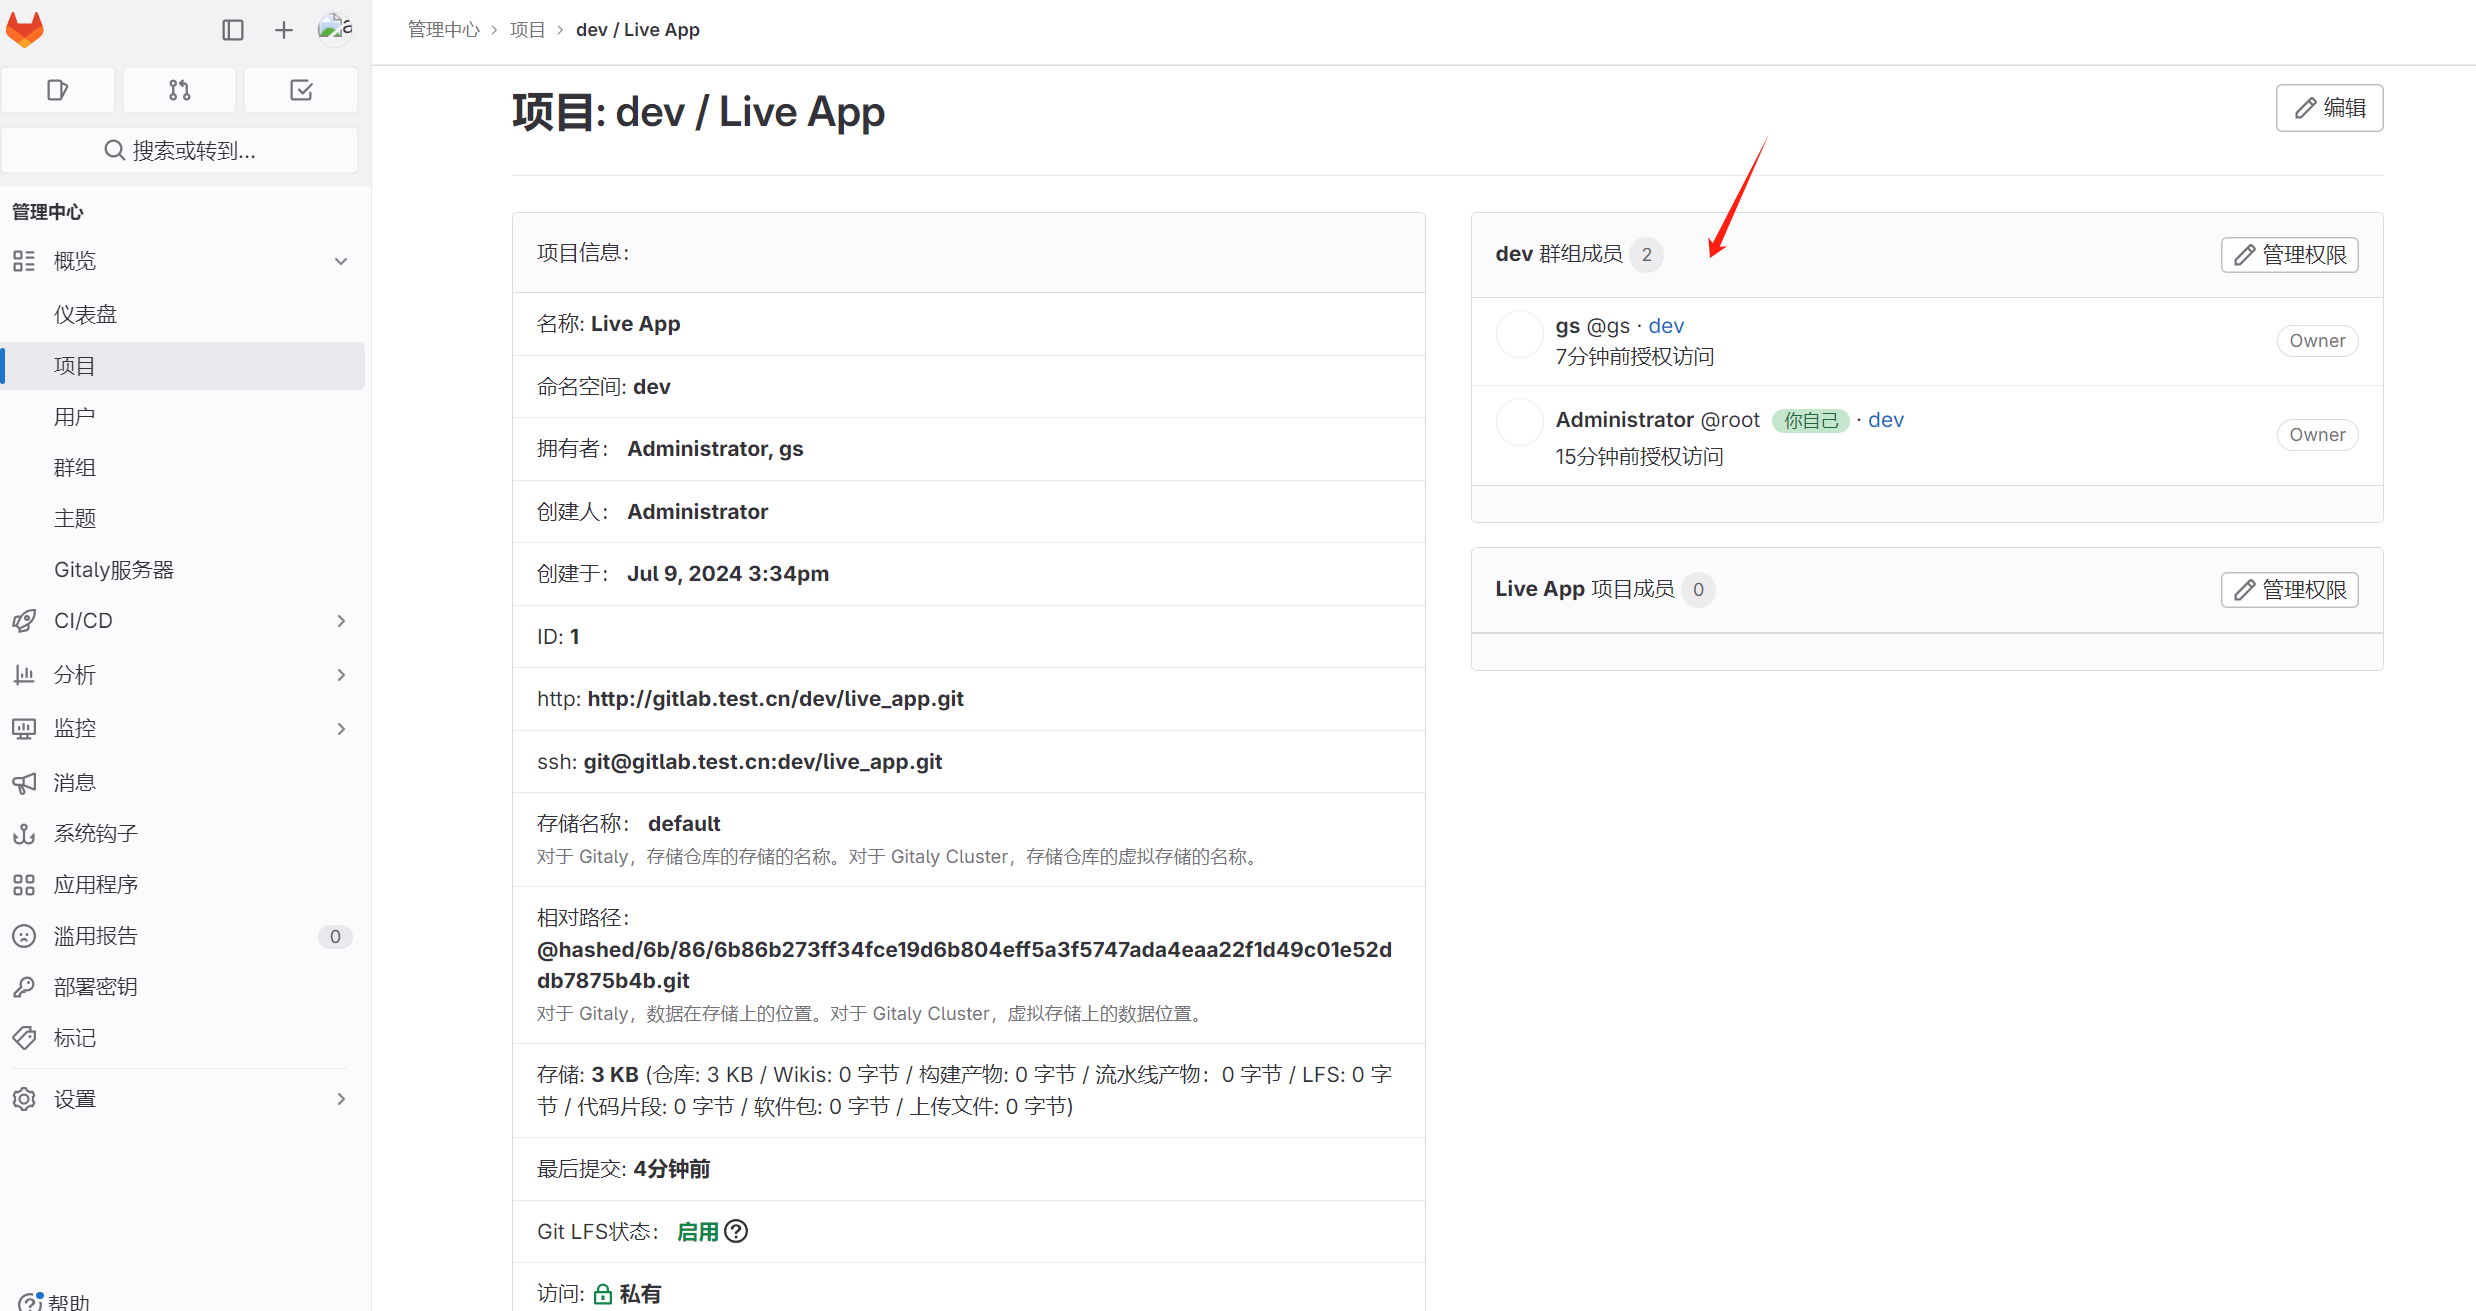 管理中心 › 项目 › dev / Live App
搜索或转到...
管理中心
概览
仪表盘
项目
用户
群组
主题
Gitaly服务器
CI/CD
分析
监控
消息
系统钩子
应用程序
滥用报告 0
部署密钥
标记
设置
帮助
项目: dev / Live App
编辑
项目信息：
名称: Live App
命名空间: dev
拥有者： Administrator, gs
创建人： Administrator
创建于： Jul 9, 2024 3:34pm
ID: 1
http: http://gitlab.test.cn/dev/live_app.git
ssh: git@gitlab.test.cn:dev/live_app.git
存储名称： default
对于 Gitaly，存储仓库的存储的名称。对于 Gitaly Cluster，存储仓库的虚拟存储的名称。
相对路径：
@hashed/6b/86/6b86b273ff34fce19d6b804eff5a3f5747ada4eaa22f1d49c01e52d
db7875b4b.git
对于 Gitaly，数据在存储上的位置。对于 Gitaly Cluster，虚拟存储上的数据位置。
存储: 3 KB (仓库: 3 KB / Wikis: 0 字节 / 构建产物: 0 字节 / 流水线产物：0 字节 / LFS: 0 字
节 / 代码片段: 0 字节 / 软件包: 0 字节 / 上传文件: 0 字节)
最后提交: 4分钟前
Git LFS状态： 启用
访问: 私有
dev 群组成员 2
管理权限
gs @gs · dev
7分钟前授权访问
Owner
Administrator @root 你自己 · dev
15分钟前授权访问
Owner
Live App 项目成员 0
管理权限